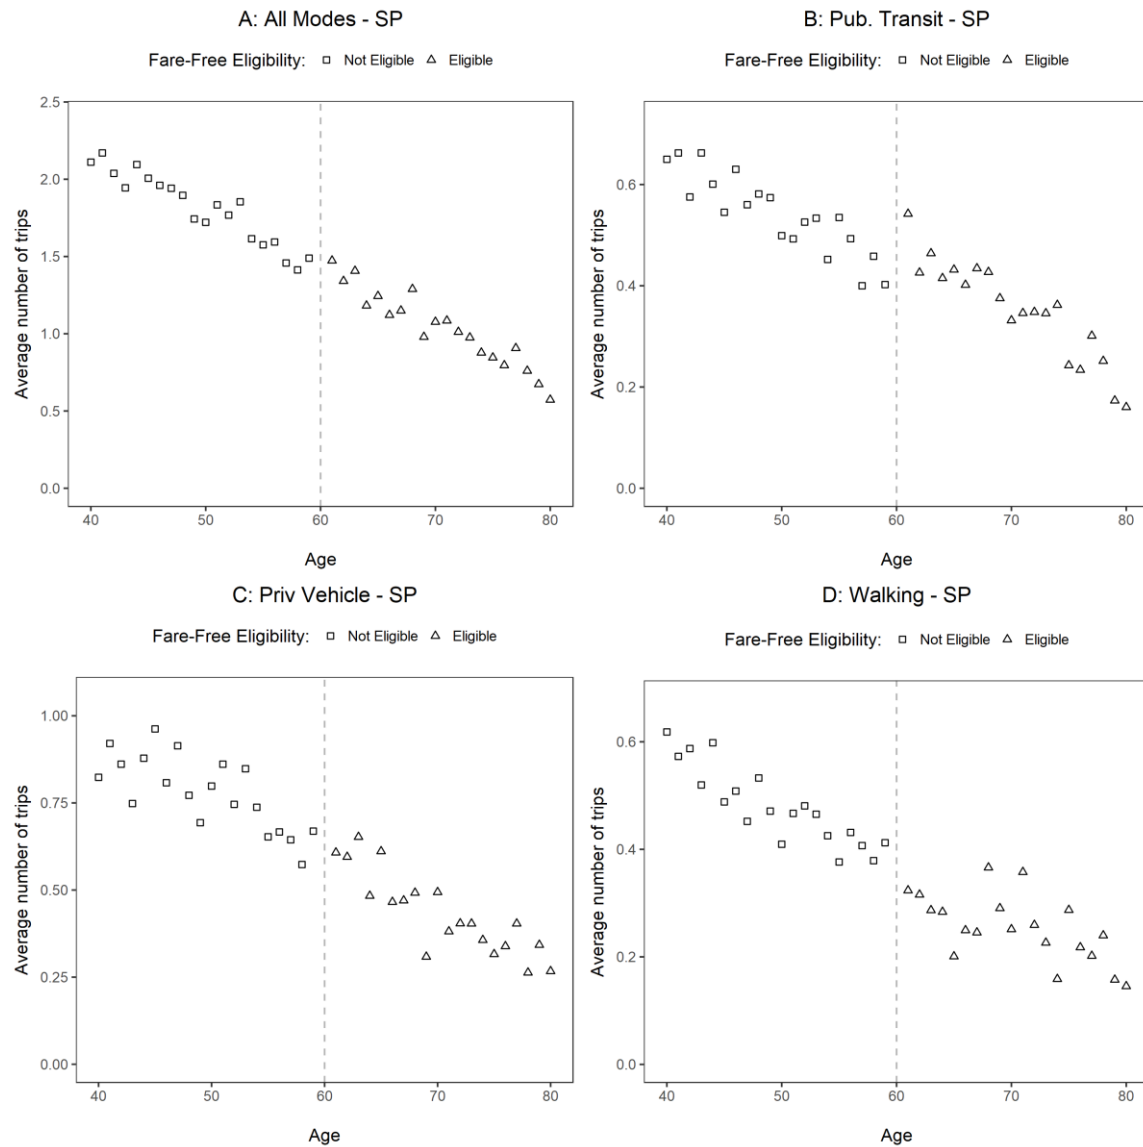 A: All Modes - SP
Fare-Free Eligibility: Not Eligible Eligible
2.5
2.0
1.5
1.0
0.5
0.0
Average number of trips
40 50 60 70 80
Age
B: Pub. Transit - SP
Fare-Free Eligibility: Not Eligible Eligible
0.6
0.4
0.2
0.0
Average number of trips
40 50 60 70 80
Age
C: Priv Vehicle - SP
Fare-Free Eligibility: Not Eligible Eligible
1.00
0.75
0.50
0.25
0.00
Average number of trips
40 50 60 70 80
Age
D: Walking - SP
Fare-Free Eligibility: Not Eligible Eligible
0.6
0.4
0.2
0.0
Average number of trips
40 50 60 70 80
Age